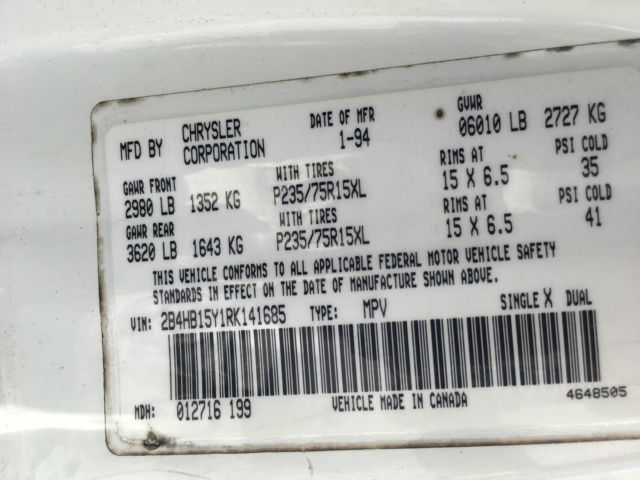 MFD BY CHRYSLER CORPORATION DATE OF MFR 1-94 GVWR 06010 LB 2727 KG
GAWR FRONT WITH TIRES RIMS AT PSI COLD
2980 LB 1352 KG P235/75R15XL 15 X 6.5 35
GAWR REAR WITH TIRES RIMS AT PSI COLD
3620 LB 1643 KG P235/75R15XL 15 X 6.5 41
THIS VEHICLE CONFORMS TO ALL APPLICABLE FEDERAL MOTOR VEHICLE SAFETY
STANDARDS IN EFFECT ON THE DATE OF MANUFACTURE SHOWN ABOVE.
VIN: 2B4HB15Y1RK141685 TYPE: MPV SINGLE X DUAL
MDH: 012716 199 VEHICLE MADE IN CANADA 4648505